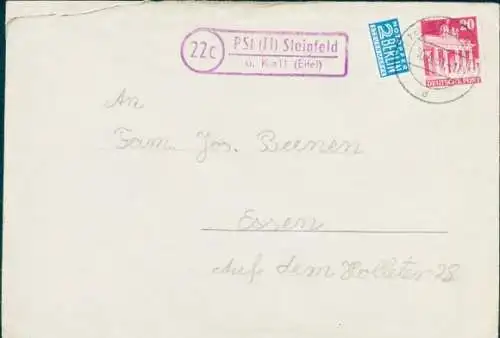 22c
PSt (II) Steinfeld
ü. Kall (Eifel)
NOTOPFER
2 BERLIN
STEUERMARKE
20
DEUTSCHE POST
An
Fam. Jos. Beenen
Essen
Auf dem Holleter 28